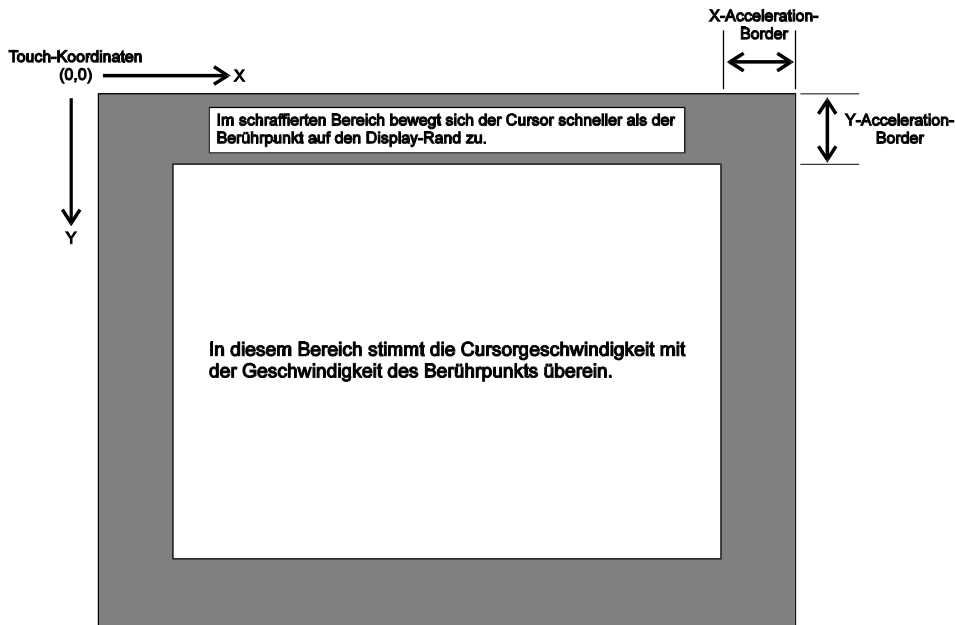 X-Acceleration-
Border
Touch-Koordinaten
(0,0)
X
Im schraffierten Bereich bewegt sich der Cursor schneller als der
Berührpunkt auf den Display-Rand zu.
Y-Acceleration-
Border
Y
In diesem Bereich stimmt die Cursorgeschwindigkeit mit
der Geschwindigkeit des Berührpunkts überein.